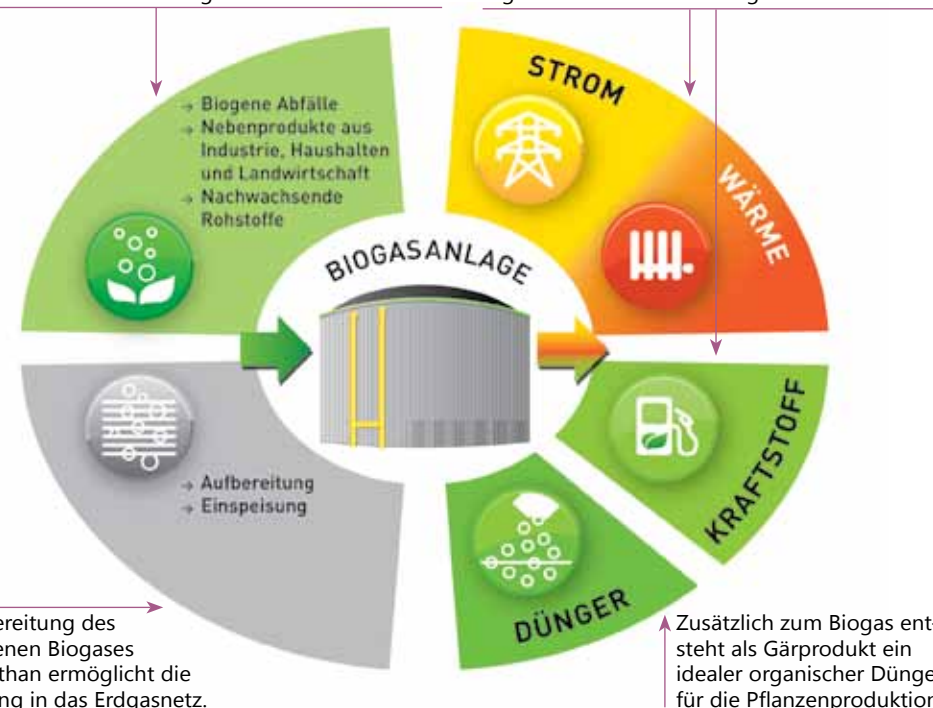 → Biogene Abfälle
→ Nebenprodukte aus
Industrie, Haushalten
und Landwirtschaft
→ Nachwachsende
Rohstoffe
STROM
WÄRME
BIOGASANLAGE
KRAFTSTOFF
→ Aufbereitung
→ Einspeisung
DÜNGER
ereitung des
enen Biogases
than ermöglicht die
ng in das Erdgasnetz.
Zusätzlich zum Biogas ent-
steht als Gärprodukt ein
idealer organischer Dünge
für die Pflanzenproduktion